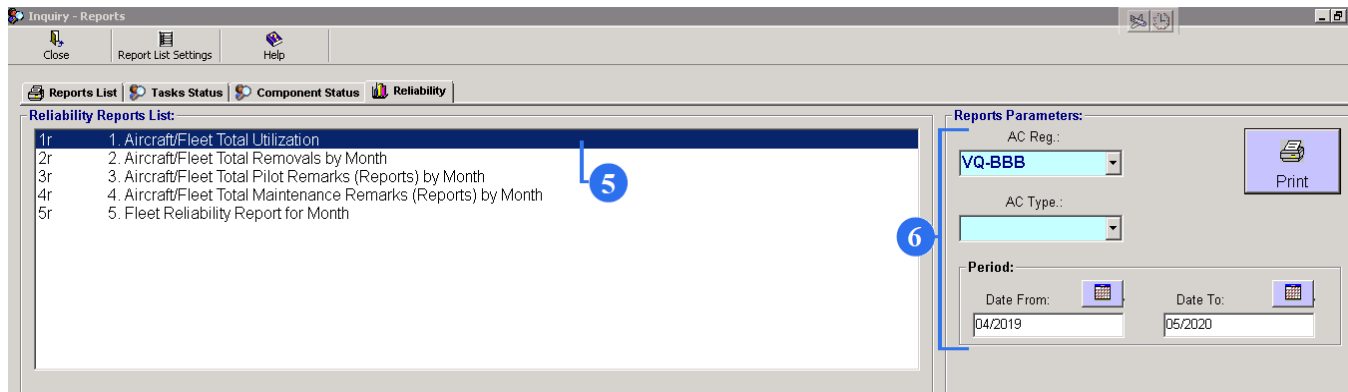 Inquiry - Reports
Close
Report List Settings
Help
Reports List
Tasks Status
Component Status
Reliability
Reliability Reports List:
1r 1. Aircraft/Fleet Total Utilization
2r 2. Aircraft/Fleet Total Removals by Month
3r 3. Aircraft/Fleet Total Pilot Remarks (Reports) by Month
4r 4. Aircraft/Fleet Total Maintenance Remarks (Reports) by Month
5r 5. Fleet Reliability Report for Month
5
6
Reports Parameters:
AC Reg.:
VQ-BBB
Print
AC Type.:
Period:
Date From:
Date To:
04/2019
05/2020